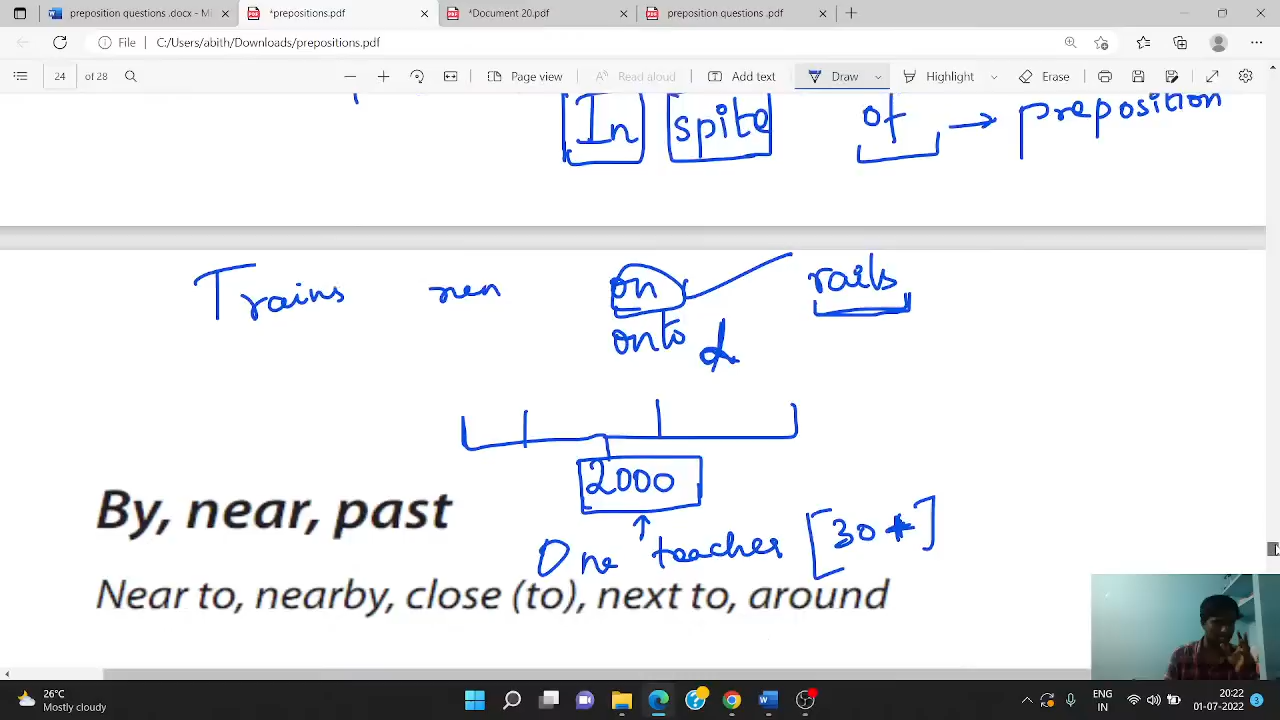 preposition questions .docx - Mi
*prepositions.pdf
*Document 20.pdf
preposition questions .pdf
File
C:/Users/abith/Downloads/prepositions.pdf
24 of 28
Page view
Read aloud
Add text
Draw
Highlight
Erase
In spite of → preposition
Trains run on rails
onto
2000
By, near, past
One teacher [30+]
Near to, nearby, close (to), next to, around
26°C
Mostly cloudy
ENG
IN
20:22
01-07-2022
3